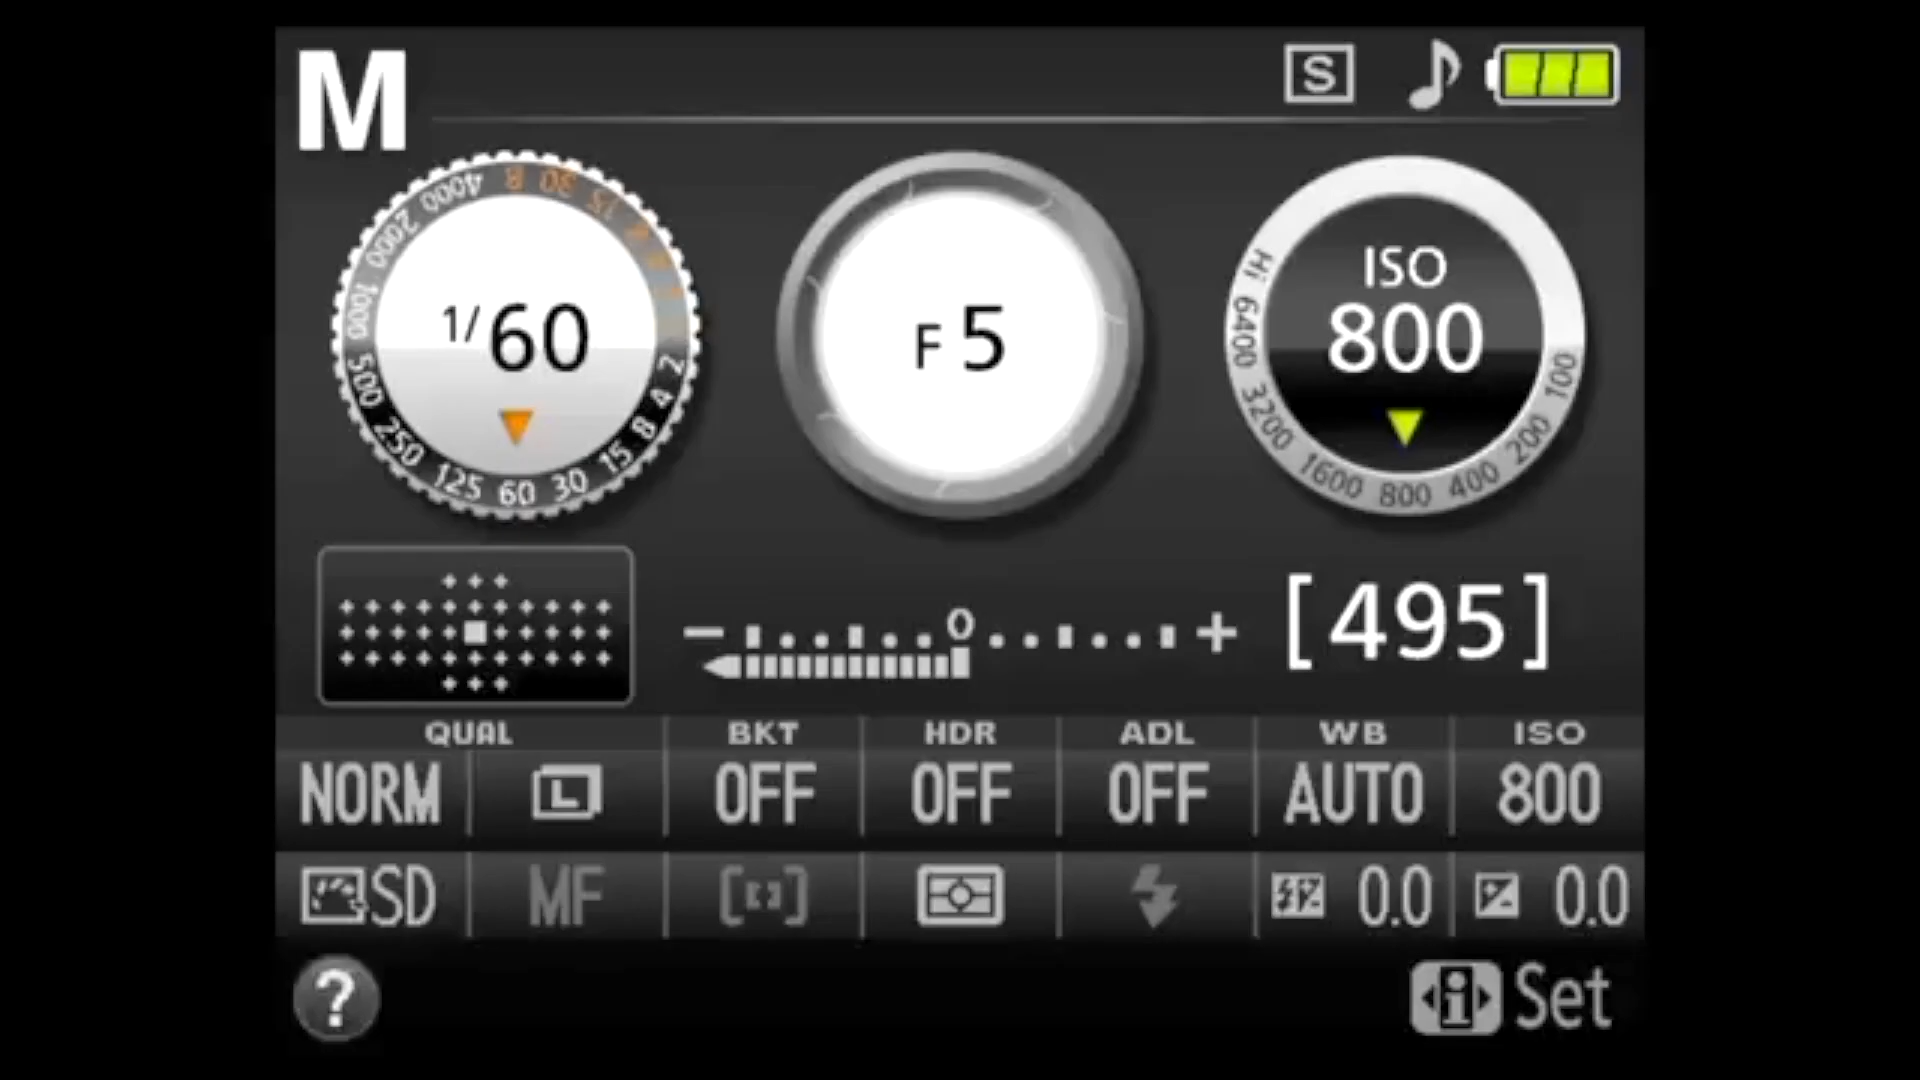 M
S
4000 B 30 15
2000
1000
500
250
125 60 30 15 8 4 2
1/60
F 5
Hi 6400 3200 1600 800 400 200 100
ISO
800
- 0 +
[495]
QUAL BKT HDR ADL WB ISO
NORM L OFF OFF OFF AUTO 800
SD MF [ ] 0.0 0.0
? i Set